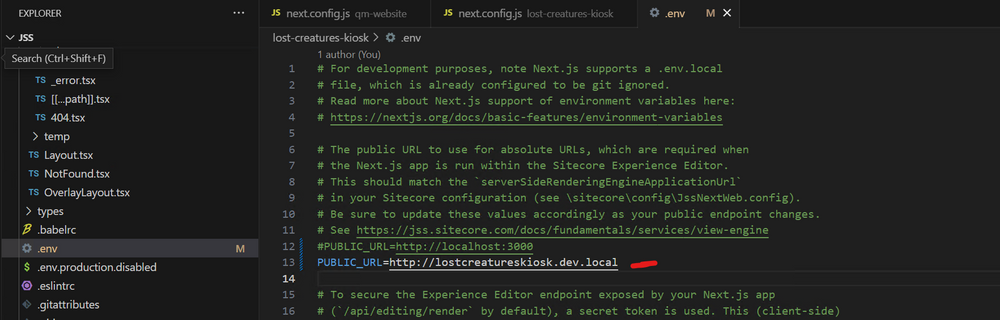 EXPLORER
···
JSS
Search (Ctrl+Shift+F)
TS _error.tsx
TS [[...path]].tsx
TS 404.tsx
temp
TS Layout.tsx
TS NotFound.tsx
TS OverlayLayout.tsx
types
.babelrc
.env M
$ .env.production.disabled
.eslintrc
.gitattributes
JS next.config.js qm-website
JS next.config.js lost-creatures-kiosk
.env M
lost-creatures-kiosk > .env
1 author (You)
1 # For development purposes, note Next.js supports a .env.local
2 # file, which is already configured to be git ignored.
3 # Read more about Next.js support of environment variables here:
4 # https://nextjs.org/docs/basic-features/environment-variables
5
6 # The public URL to use for absolute URLs, which are required when
7 # the Next.js app is run within the Sitecore Experience Editor.
8 # This should match the `serverSideRenderingEngineApplicationUrl`
9 # in your Sitecore configuration (see \sitecore\config\JssNextWeb.config).
10 # Be sure to update these values accordingly as your public endpoint changes.
11 # See https://jss.sitecore.com/docs/fundamentals/services/view-engine
12 #PUBLIC_URL=http://localhost:3000
13 PUBLIC_URL=http://lostcreatureskiosk.dev.local
14
15 # To secure the Experience Editor endpoint exposed by your Next.js app
16 # (`/api/editing/render` by default), a secret token is used. This (client-side)